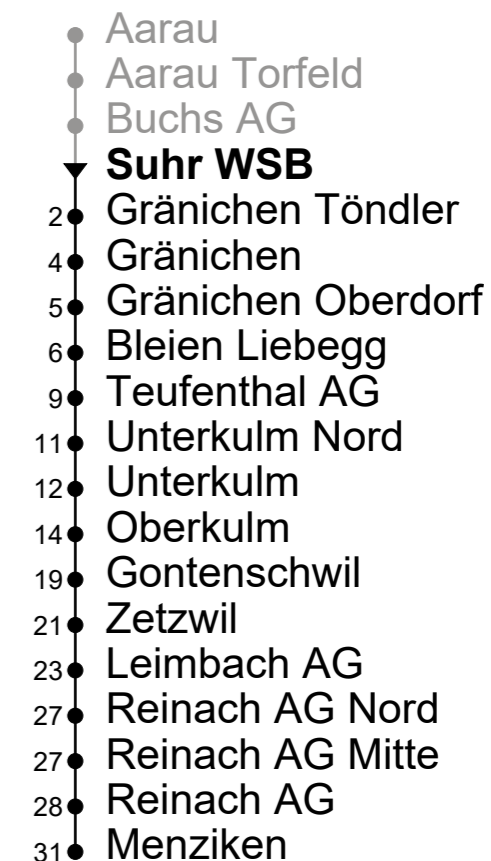 Aarau
Aarau Torfeld
Buchs AG
Suhr WSB
2 Gränichen Töndler
4 Gränichen
5 Gränichen Oberdorf
6 Bleien Liebegg
9 Teufenthal AG
11 Unterkulm Nord
12 Unterkulm
14 Oberkulm
19 Gontenschwil
21 Zetzwil
23 Leimbach AG
27 Reinach AG Nord
27 Reinach AG Mitte
28 Reinach AG
31 Menziken